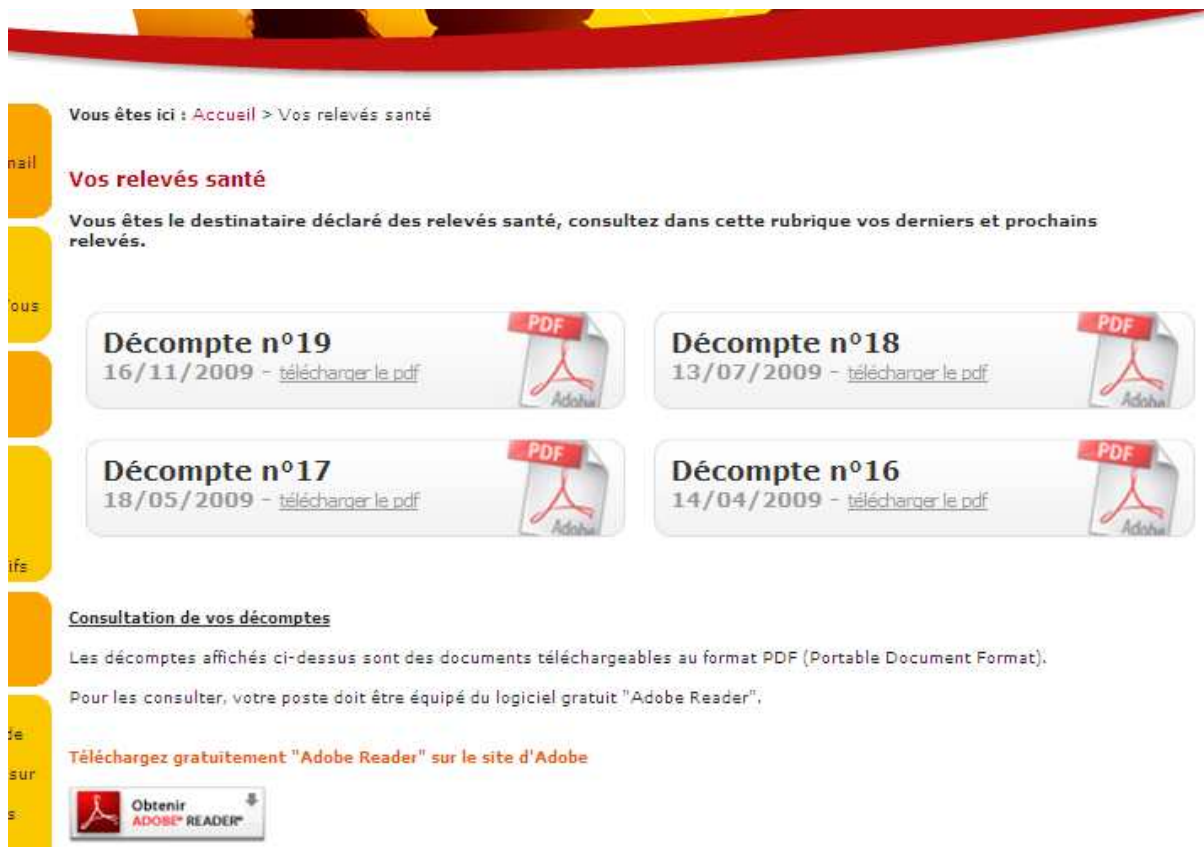 Vous êtes ici : Accueil > Vos relevés santé
Vos relevés santé
Vous êtes le destinataire déclaré des relevés santé, consultez dans cette rubrique vos derniers et prochains
relevés.
Décompte n°19
16/11/2009 - télécharger le pdf
PDF
Adobe
Décompte n°18
13/07/2009 - télécharger le pdf
PDF
Adobe
Décompte n°17
18/05/2009 - télécharger le pdf
PDF
Adobe
Décompte n°16
14/04/2009 - télécharger le pdf
PDF
Adobe
Consultation de vos décomptes
Les décomptes affichés ci-dessus sont des documents téléchargeables au format PDF (Portable Document Format).
Pour les consulter, votre poste doit être équipé du logiciel gratuit "Adobe Reader".
Téléchargez gratuitement "Adobe Reader" sur le site d'Adobe
Obtenir
ADOBE® READER®
sur